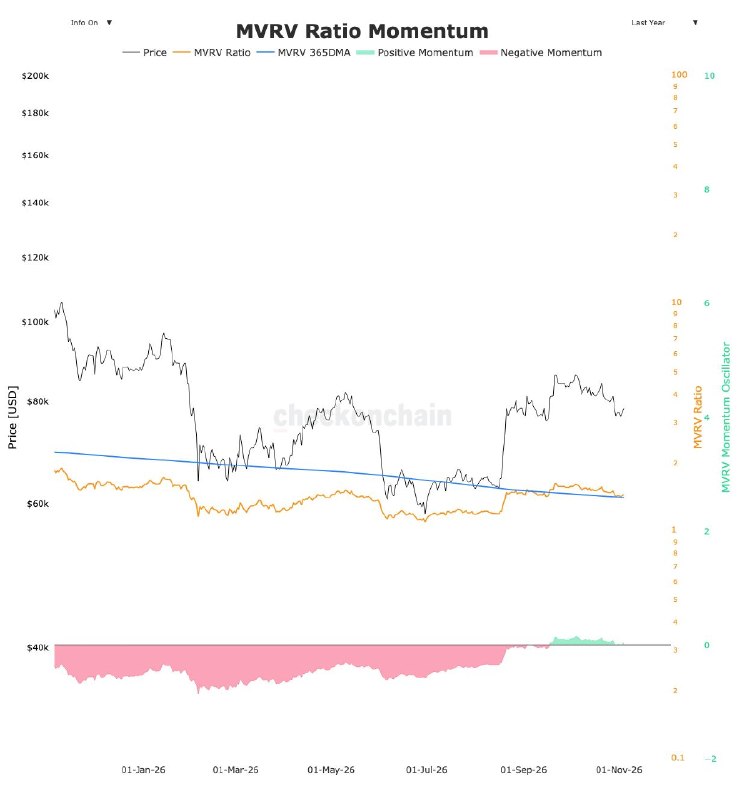 Info On ▼
Last Year ▼
MVRV Ratio Momentum
Price MVRV Ratio MVRV 365DMA Positive Momentum Negative Momentum
$200k
$180k
$160k
$140k
$120k
$100k
$80k
$60k
$40k
Price [USD]
checkonchain
100
9
8
7
6
5
4
3
2
10
9
8
7
6
5
4
3
2
1
9
8
7
6
5
4
3
2
0.1
MVRV Ratio
10
8
6
4
2
0
−2
MVRV Momentum Oscillator
01-Jan-26 01-Mar-26 01-May-26 01-Jul-26 01-Sep-26 01-Nov-26